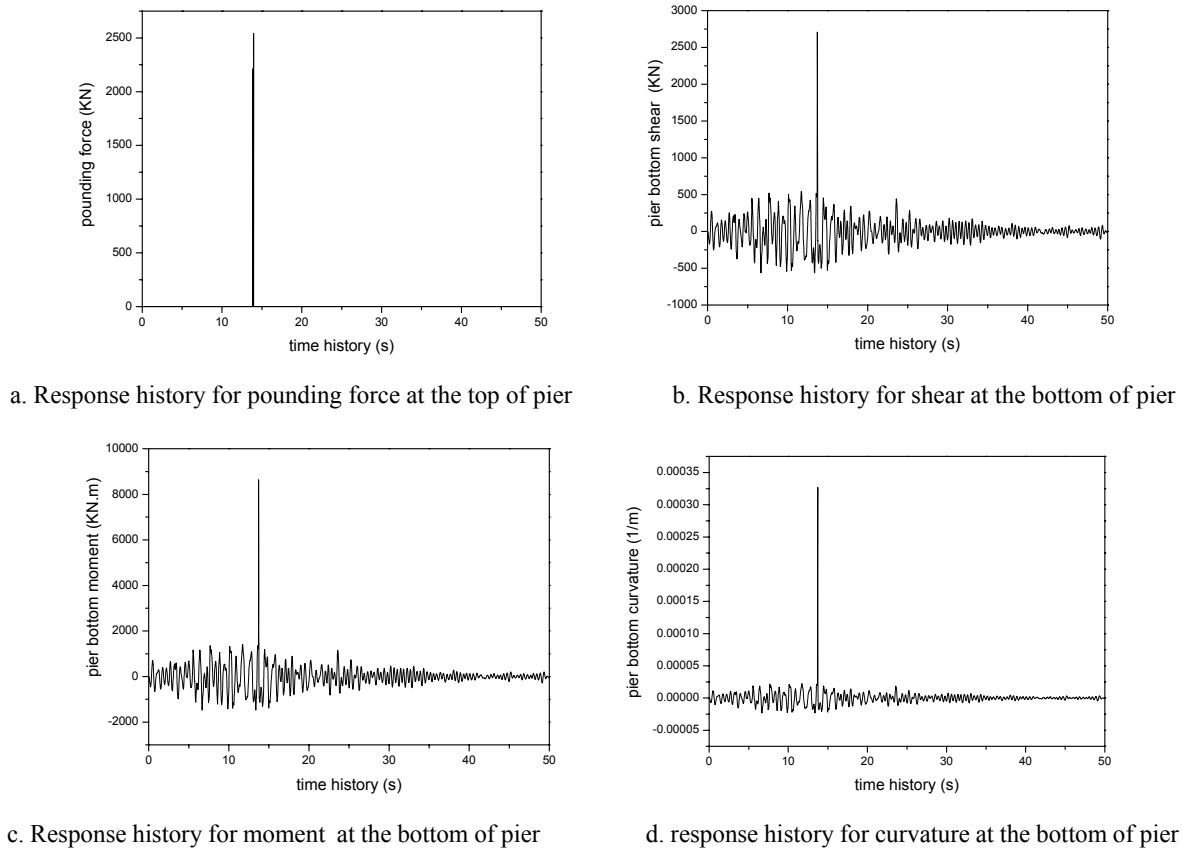 2500
2000
1500
1000
500
0
pounding force (KN)
0 10 20 30 40 50
time history (s)
a. Response history for pounding force at the top of pier
3000
2500
2000
1500
1000
500
0
-500
-1000
pier bottom shear (KN)
0 10 20 30 40 50
time history (s)
b. Response history for shear at the bottom of pier
10000
8000
6000
4000
2000
0
-2000
pier bottom moment (KN.m)
0 10 20 30 40 50
time history (s)
c. Response history for moment at the bottom of pier
0.00035
0.00030
0.00025
0.00020
0.00015
0.00010
0.00005
0.00000
-0.00005
pier bottom curvature (1/m)
0 10 20 30 40 50
time history (s)
d. response history for curvature at the bottom of pier